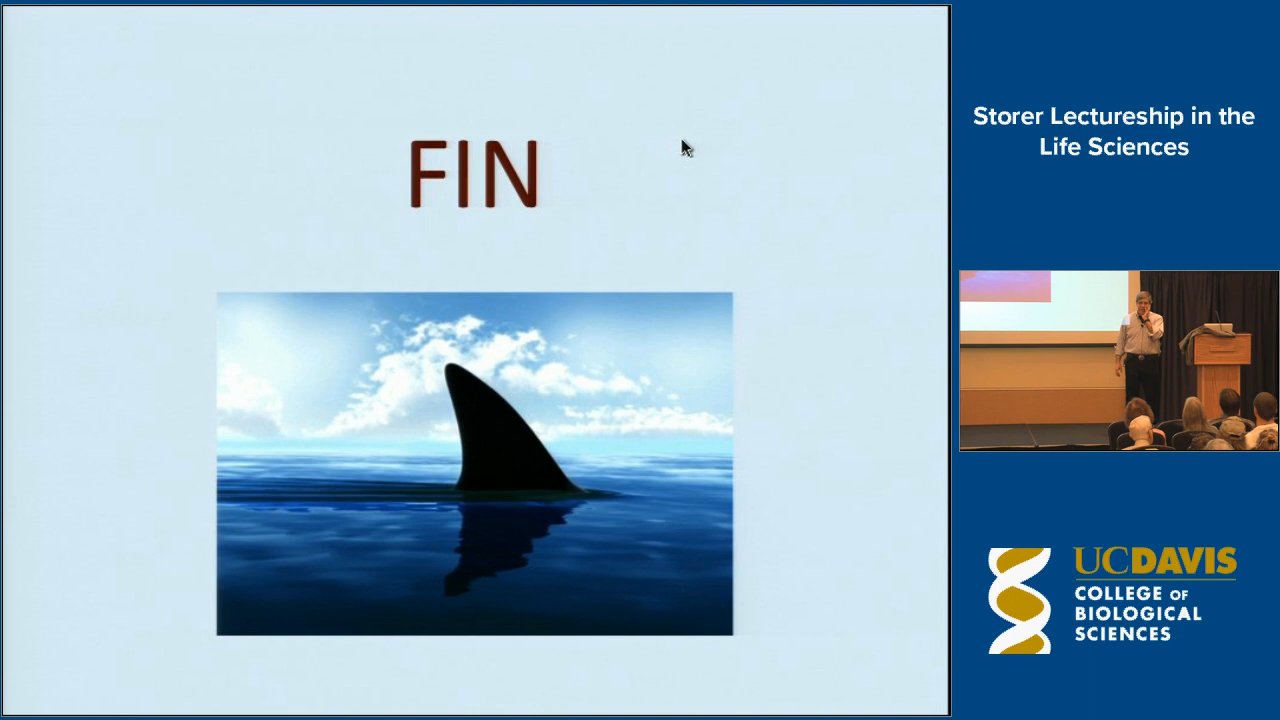 FIN
Storer Lectureship in the
Life Sciences
UCDAVIS
COLLEGE OF
BIOLOGICAL
SCIENCES